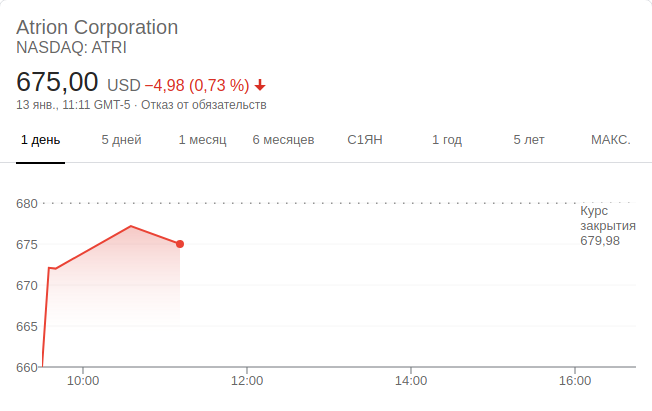 Atrion Corporation
NASDAQ: ATRI
675,00 USD −4,98 (0,73 %)
13 янв., 11:11 GMT-5 · Отказ от обязательств
1 день 5 дней 1 месяц 6 месяцев С1ЯН 1 год 5 лет МАКС.
680
Курс
закрытия
679,98
675
670
665
660
10:00 12:00 14:00 16:00